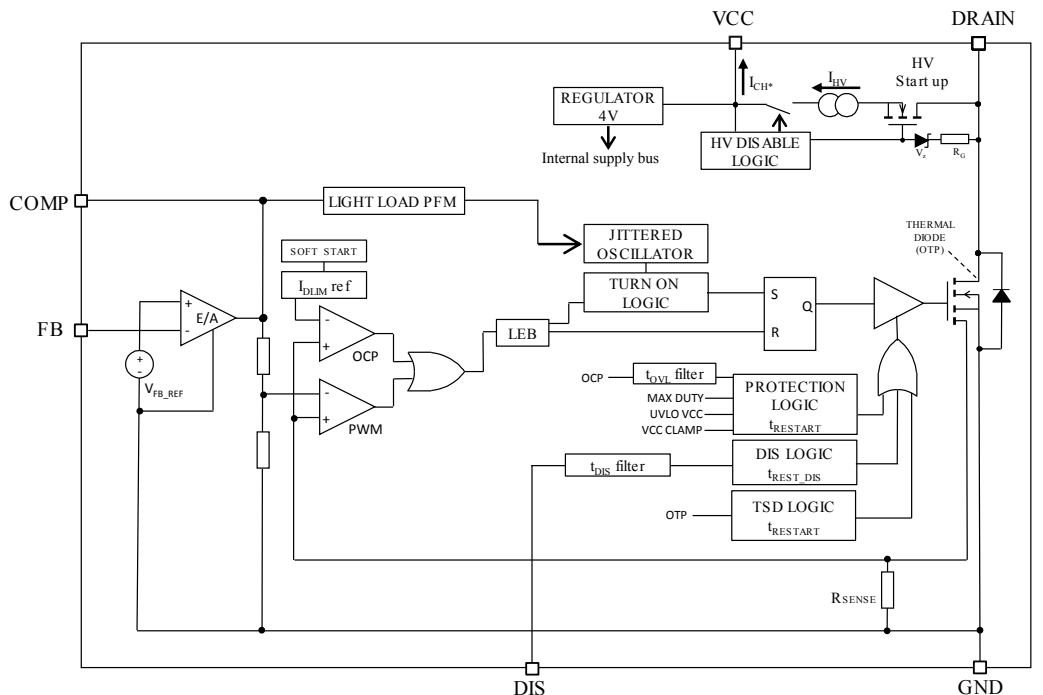 VCC
DRAIN
HV
Start up
I_HV
I_CH*
REGULATOR
4V
Internal supply bus
HV DISABLE
LOGIC
V_z
R_G
COMP
LIGHT LOAD PFM
JITTERED
OSCILLATOR
THERMAL
DIODE
(OTP)
SOFT START
I_DLIM ref
TURN ON
LOGIC
S
Q
R
FB
+
E/A
-
-
+
OCP
LEB
+
-
V_FB_REF
-
+
PWM
OCP
t_OVL filter
MAX DUTY
UVLO VCC
VCC CLAMP
PROTECTION
LOGIC
t_RESTART
t_DIS filter
DIS LOGIC
t_REST_DIS
OTP
TSD LOGIC
t_RESTART
R_SENSE
DIS
GND